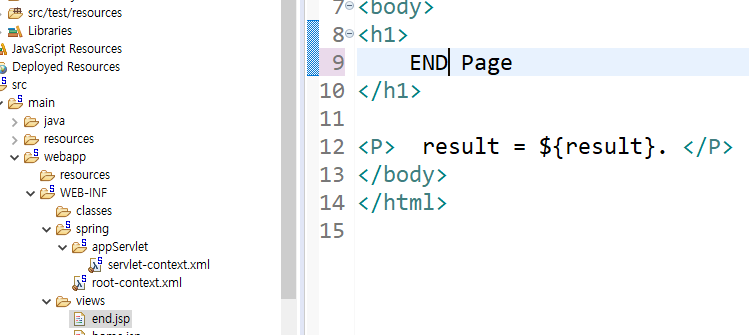 src/test/resources
Libraries
JavaScript Resources
Deployed Resources
src
main
java
resources
webapp
resources
WEB-INF
classes
spring
appServlet
servlet-context.xml
root-context.xml
views
end.jsp
7 <body>
8 <h1>
9 END Page
10 </h1>
11
12 <P>  result = ${result}. </P>
13 </body>
14 </html>
15